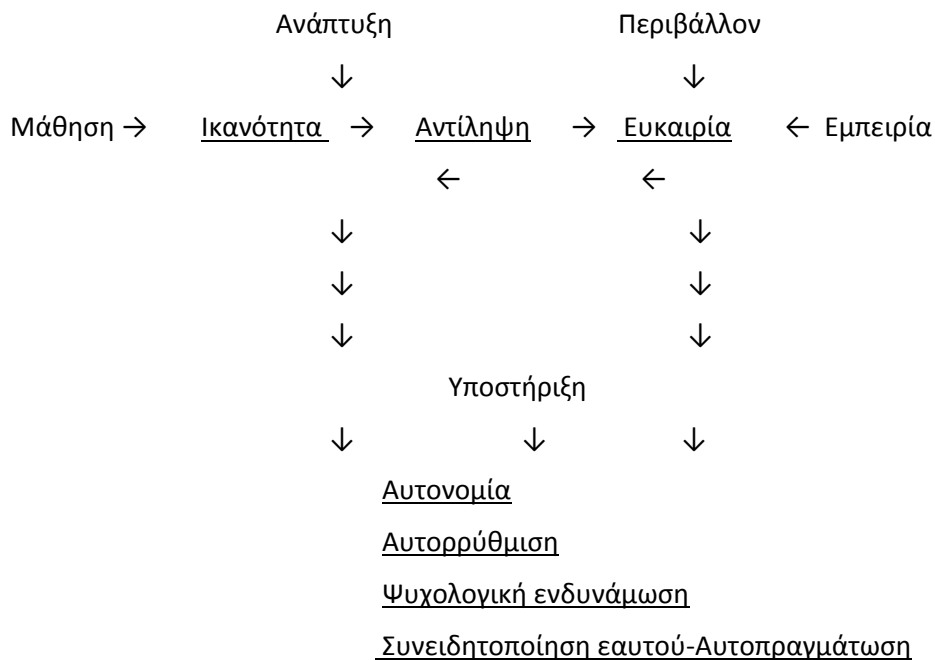 Ανάπτυξη Περιβάλλον
↓ ↓
Μάθηση → Ικανότητα → Αντίληψη → Ευκαιρία ← Εμπειρία
← ←
↓ ↓
↓ ↓
↓ ↓
Υποστήριξη
↓ ↓ ↓
Αυτονομία
Αυτορρύθμιση
Ψυχολογική ενδυνάμωση
Συνειδητοποίηση εαυτού-Αυτοπραγμάτωση